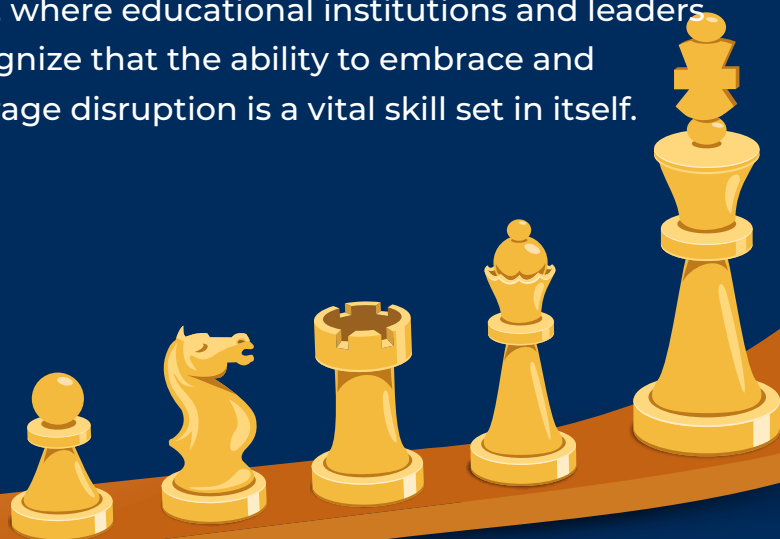 where educational institutions and leaders
gnize that the ability to embrace and
age disruption is a vital skill set in itself.